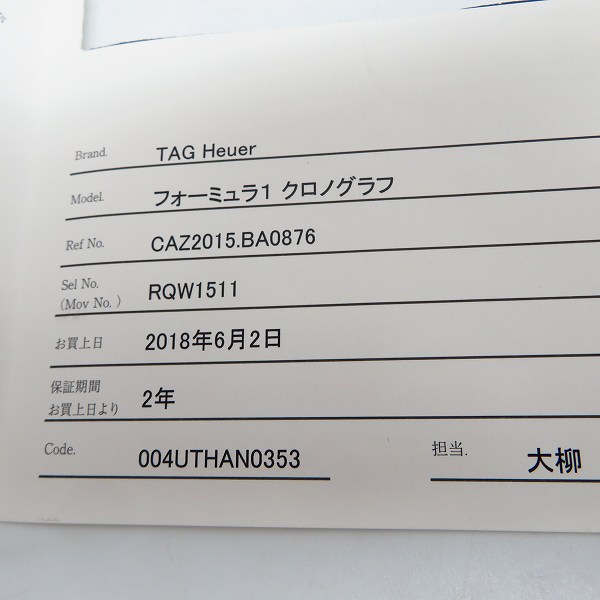 Brand. TAG Heuer
Model. フォーミュラ1 クロノグラフ
Ref No. CAZ2015.BA0876
Sel No.
(Mov No. ) RQW1511
お買上日 2018年6月2日
保証期間
お買上日より 2年
Code. 004UTHAN0353 担当. 大柳